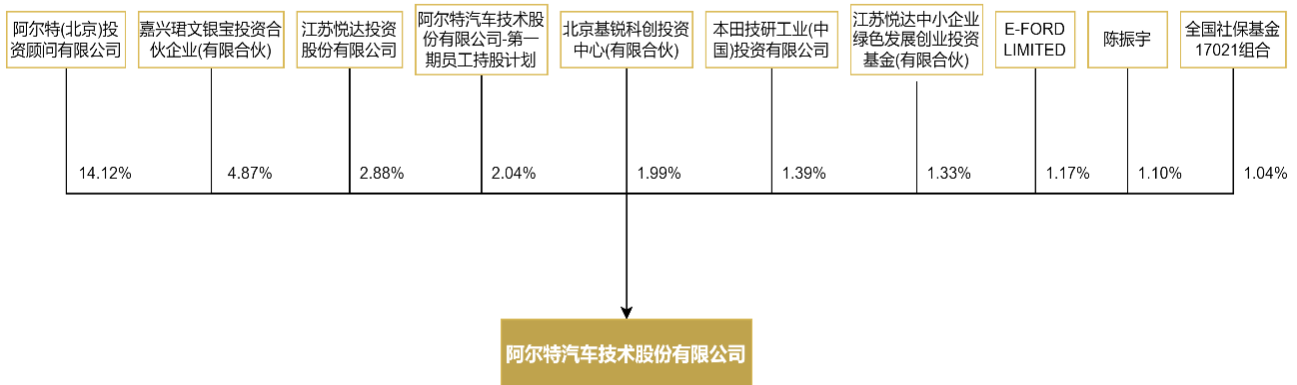 阿尔特(北京)投
资顾问有限公司
嘉兴珺文银宝投资合
伙企业(有限合伙)
江苏悦达投资
股份有限公司
阿尔特汽车技术股
份有限公司-第一
期员工持股计划
北京基锐科创投资
中心(有限合伙)
本田技研工业(中
国)投资有限公司
江苏悦达中小企业
绿色发展创业投资
基金(有限合伙)
E-FORD
LIMITED
陈振宇
全国社保基金
17021组合
14.12%
4.87%
2.88%
2.04%
1.99%
1.39%
1.33%
1.17%
1.10%
1.04%
阿尔特汽车技术股份有限公司